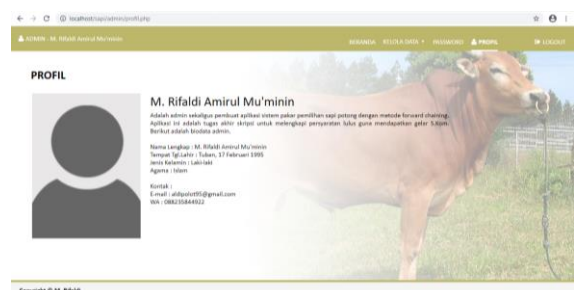 localhost/sapi/admin/profil.php
ADMIN - M. Rifaldi Amirul Mu'minin
BERANDA KELOLA DATA PASSWORD PROFIL LOGOUT
PROFIL
M. Rifaldi Amirul Mu'minin
Adalah admin sekaligus pembuat aplikasi sistem pakar pemilihan sapi potong dengan metode forward chaining.
Aplikasi ini adalah tugas akhir skripsi untuk melengkapi persyaratan lulus guna mendapatkan gelar S.Kom.
Berikut adalah biodata admin.
Nama Lengkap : M. Rifaldi Amirul Mu'minin
Tempat Tgl.Lahir : Tuban, 17 Februari 1995
Jenis Kelamin : Laki-laki
Agama : Islam
Kontak :
E-mail : aldipolot95@gmail.com
WA : 088235844922
Copyright © M. Rifaldi